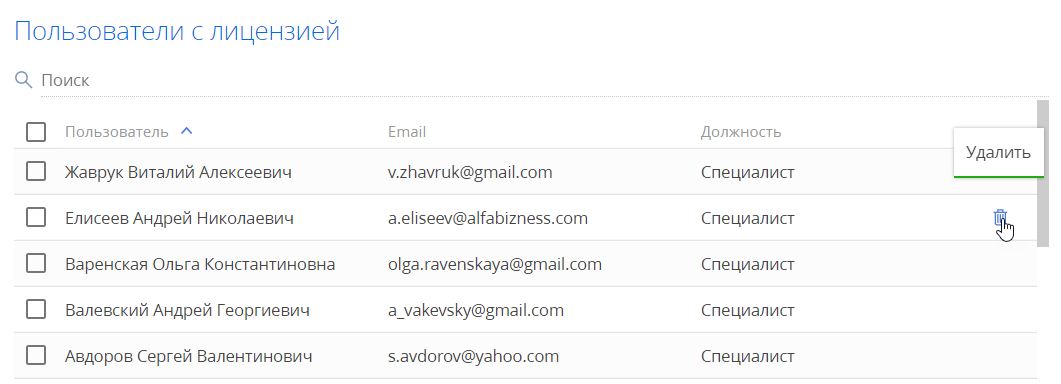 Пользователи с лицензией
Поиск
Пользователь Email Должность
Удалить
Жаврук Виталий Алексеевич v.zhavruk@gmail.com Специалист
Елисеев Андрей Николаевич a.eliseev@alfabizness.com Специалист
Варенская Ольга Константиновна olga.ravenskaya@gmail.com Специалист
Валевский Андрей Георгиевич a_vakevsky@gmail.com Специалист
Авдоров Сергей Валентинович s.avdorov@yahoo.com Специалист